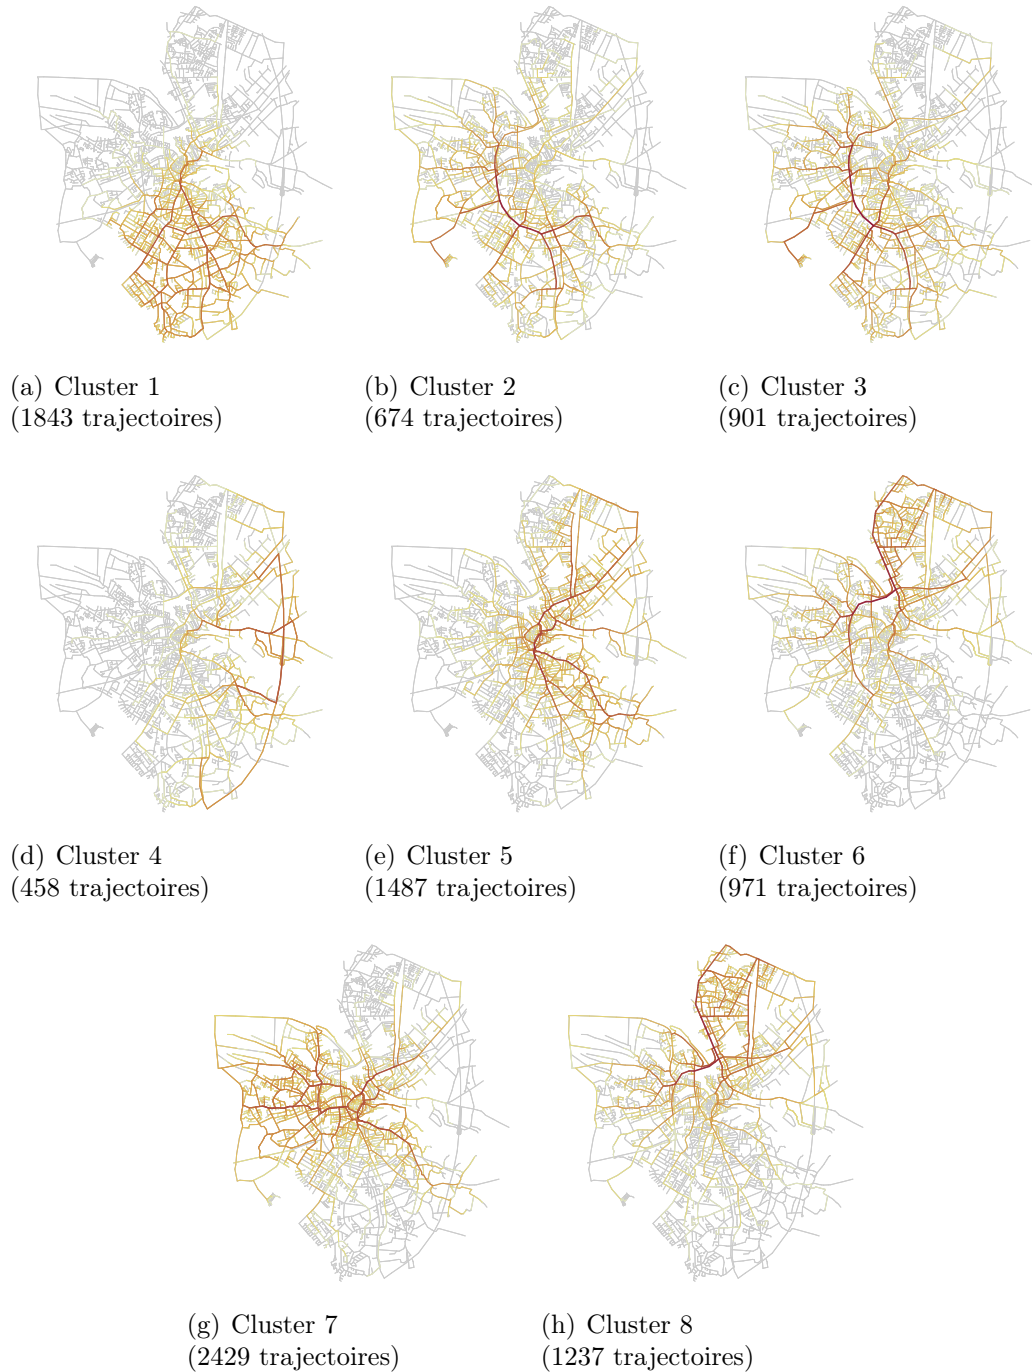 (a) Cluster 1
(1843 trajectoires)
(b) Cluster 2
(674 trajectoires)
(c) Cluster 3
(901 trajectoires)
(d) Cluster 4
(458 trajectoires)
(e) Cluster 5
(1487 trajectoires)
(f) Cluster 6
(971 trajectoires)
(g) Cluster 7
(2429 trajectoires)
(h) Cluster 8
(1237 trajectoires)